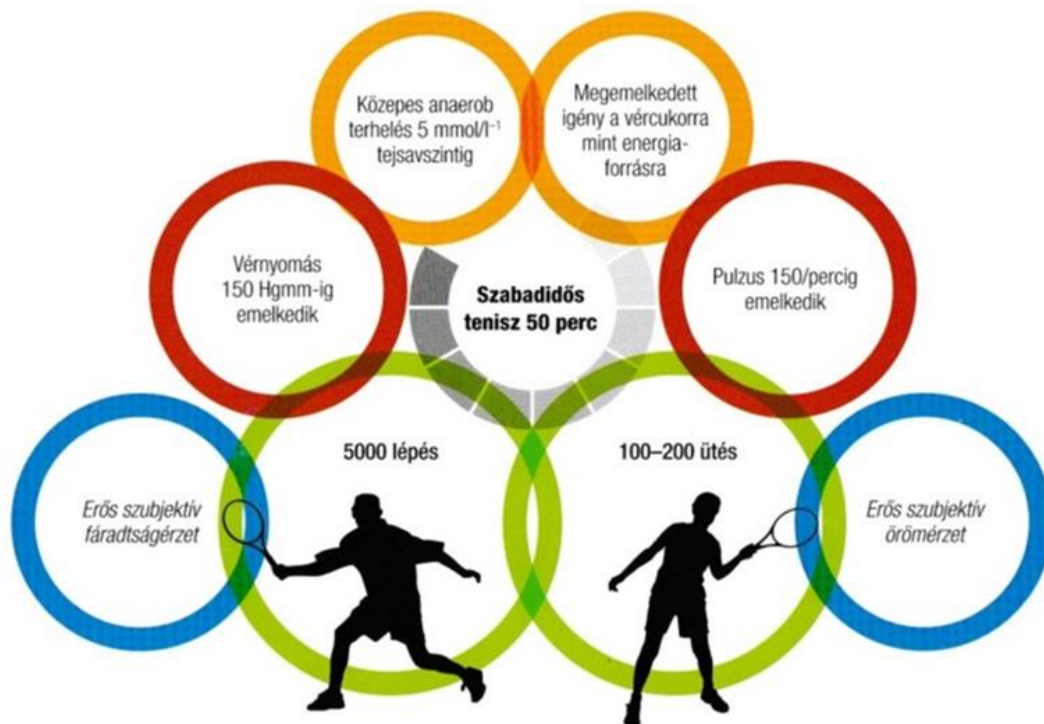 Közepes anaerob
terhelés 5 mmol/l⁻¹
tejsavszintig
Megemelkedett
igény a vércukorra
mint energia-
forrásra
Vérnyomás
150 Hgmm-ig
emelkedik
Szabadidős
tenisz 50 perc
Pulzus 150/percig
emelkedik
5000 lépés
100–200 ütés
Erős szubjektív
fáradtságérzet
Erős szubjektív
örömérzet